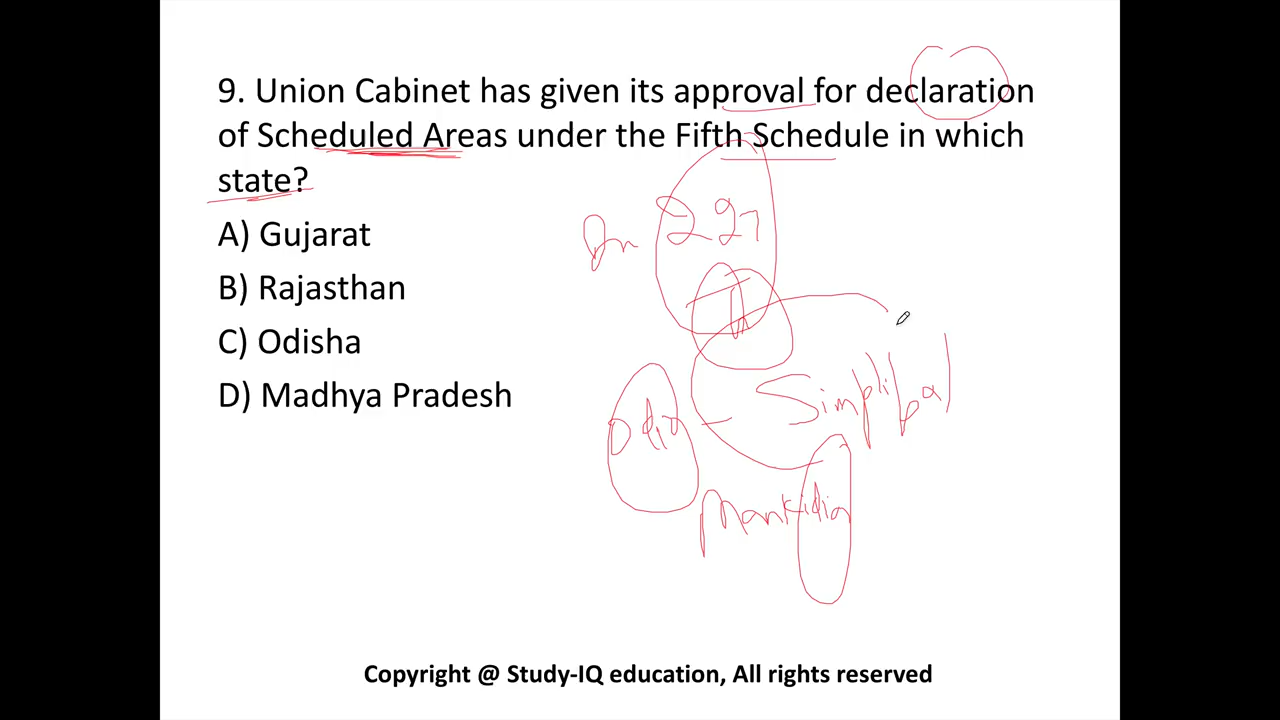 9. Union Cabinet has given its approval for declaration
of Scheduled Areas under the Fifth Schedule in which
state?
A) Gujarat
B) Rajasthan
C) Odisha
D) Madhya Pradesh
Simplipal
Mankidia
Copyright @ Study-IQ education, All rights reserved